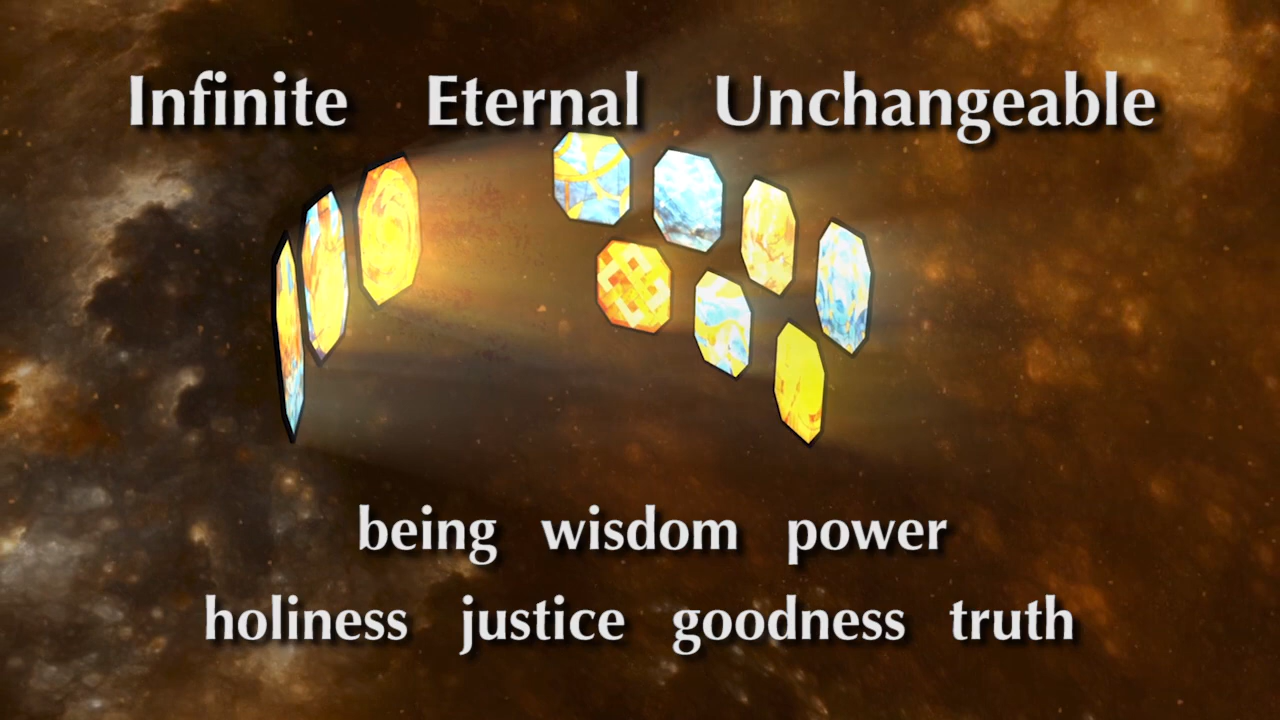 Infinite Eternal Unchangeable
being wisdom power
holiness justice goodness truth